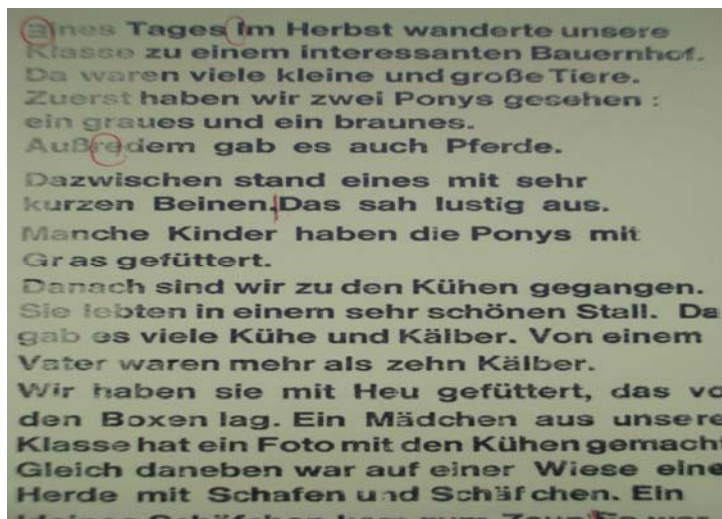 Eines Tages Im Herbst wanderte unsere
Klasse zu einem interessanten Bauernhof.
Da waren viele kleine und große Tiere.
Zuerst haben wir zwei Ponys gesehen :
ein graues und ein braunes.
Außredem gab es auch Pferde.
Dazwischen stand eines mit sehr
kurzen Beinen.Das sah lustig aus.
Manche Kinder haben die Ponys mit
Gras gefüttert.
Danach sind wir zu den Kühen gegangen.
Sie lebten in einem sehr schönen Stall. Da
gab es viele Kühe und Kälber. Von einem
Vater waren mehr als zehn Kälber.
Wir haben sie mit Heu gefüttert, das vo
den Boxen lag. Ein Mädchen aus unsere
Klasse hat ein Foto mit den Kühen gemacht
Gleich daneben war auf einer Wiese eine
Herde mit Schafen und Schäfchen. Ein